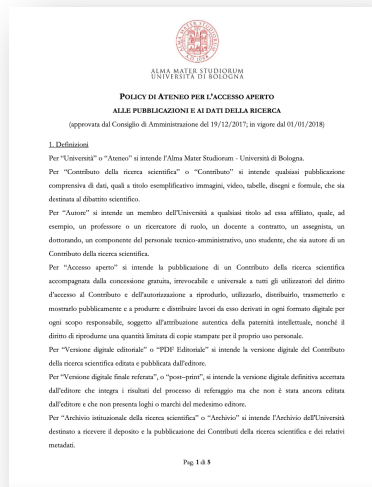 ALMA MATER STUDIORUM
UNIVERSITÀ DI BOLOGNA
POLICY DI ATENEO PER L'ACCESSO APERTO
ALLE PUBBLICAZIONI E AI DATI DELLA RICERCA
(approvata dal Consiglio di Amministrazione del 19/12/2017; in vigore dal 01/01/2018)
1. Definizioni
Per “Università” o “Ateneo” si intende l'Alma Mater Studiorum - Università di Bologna.
Per “Contributo della ricerca scientifica” o “Contributo” si intende qualsiasi pubblicazione
comprensiva di dati, quali a titolo esemplificativo immagini, video, tabelle, disegni e formule, che sia
destinata al dibattito scientifico.
Per “Autore” si intende un membro dell'Università a qualsiasi titolo ad essa affiliato, quale, ad
esempio, un professore o un ricercatore di ruolo, un docente a contratto, un assegnista, un
dottorando, un componente del personale tecnico-amministrativo, uno studente, che sia autore di un
Contributo della ricerca scientifica.
Per “Accesso aperto” si intende la pubblicazione di un Contributo della ricerca scientifica
accompagnata dalla concessione gratuita, irrevocabile e universale a tutti gli utilizzatori del diritto
d'accesso al Contributo e dell'autorizzazione a riprodurlo, utilizzarlo, distribuirlo, trasmetterlo e
mostrarlo pubblicamente e a produrre e distribuire lavori da esso derivati in ogni formato digitale per
ogni scopo responsabile, soggetto all'attribuzione autentica della paternità intellettuale, nonché il
diritto di riprodurne una quantità limitata di copie stampate per il proprio uso personale.
Per “Versione digitale editoriale” o “PDF Editoriale” si intende la versione digitale del Contributo
della ricerca scientifica editata e pubblicata dall'editore.
Per “Versione digitale finale referata”, o “post–print”, si intende la versione digitale definitiva accettata
dall'editore che integra i risultati del processo di referaggio ma che non è stata ancora editata
dall'editore e che non presenta loghi o marchi del medesimo editore.
Per “Archivio istituzionale della ricerca scientifica” o “Archivio” si intende l'Archivio dell'Università
destinato a ricevere il deposito e la pubblicazione dei Contributi della ricerca scientifica e dei relativi
metadati.
Pag. 1 di 5